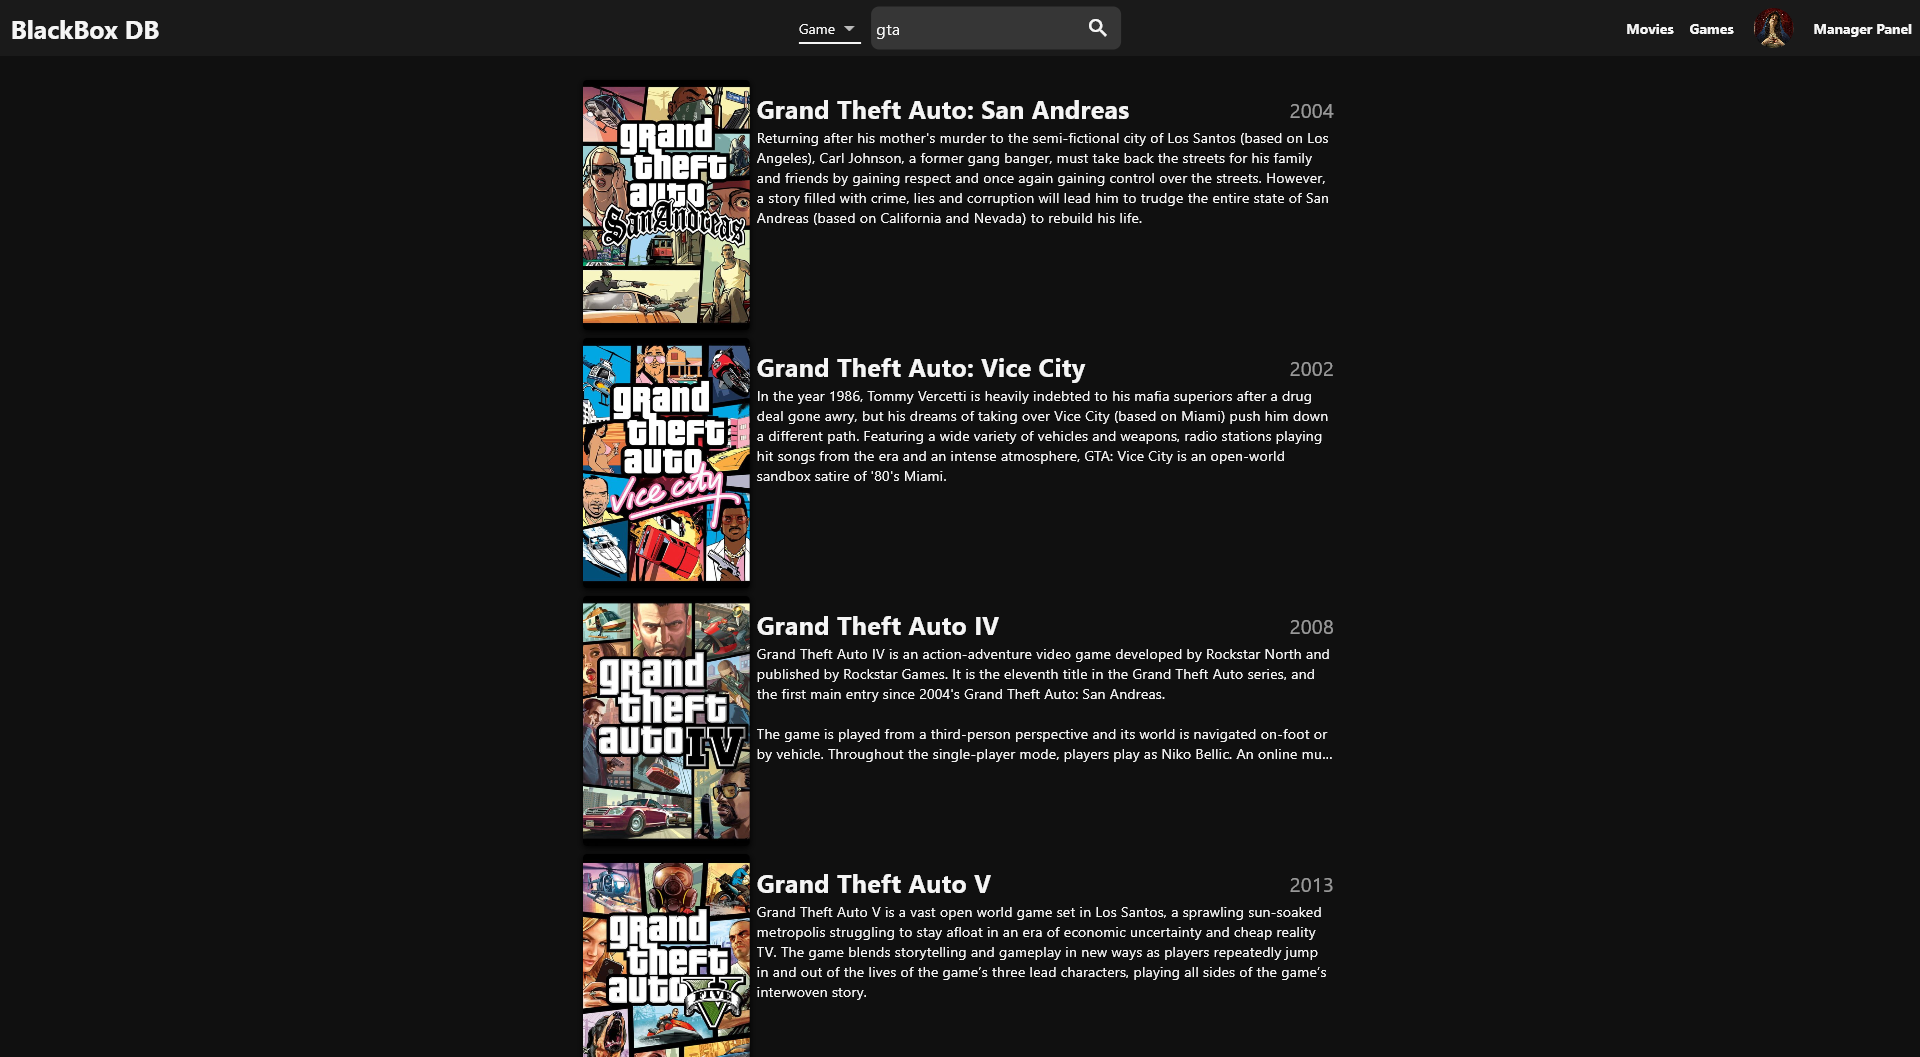 BlackBox DB
Game
gta
Movies
Games
Manager Panel
grand
theft
auto
San Andreas
Grand Theft Auto: San Andreas
2004
Returning after his mother's murder to the semi-fictional city of Los Santos (based on Los
Angeles), Carl Johnson, a former gang banger, must take back the streets for his family
and friends by gaining respect and once again gaining control over the streets. However,
a story filled with crime, lies and corruption will lead him to trudge the entire state of San
Andreas (based on California and Nevada) to rebuild his life.
grand
theft
auto
vice city
Grand Theft Auto: Vice City
2002
In the year 1986, Tommy Vercetti is heavily indebted to his mafia superiors after a drug
deal gone awry, but his dreams of taking over Vice City (based on Miami) push him down
a different path. Featuring a wide variety of vehicles and weapons, radio stations playing
hit songs from the era and an intense atmosphere, GTA: Vice City is an open-world
sandbox satire of '80's Miami.
grand
theft
auto IV
Grand Theft Auto IV
2008
Grand Theft Auto IV is an action-adventure video game developed by Rockstar North and
published by Rockstar Games. It is the eleventh title in the Grand Theft Auto series, and
the first main entry since 2004's Grand Theft Auto: San Andreas.
The game is played from a third-person perspective and its world is navigated on-foot or
by vehicle. Throughout the single-player mode, players play as Niko Bellic. An online mu...
grand
theft
auto V
FIVE
Grand Theft Auto V
2013
Grand Theft Auto V is a vast open world game set in Los Santos, a sprawling sun-soaked
metropolis struggling to stay afloat in an era of economic uncertainty and cheap reality
TV. The game blends storytelling and gameplay in new ways as players repeatedly jump
in and out of the lives of the game’s three lead characters, playing all sides of the game’s
interwoven story.